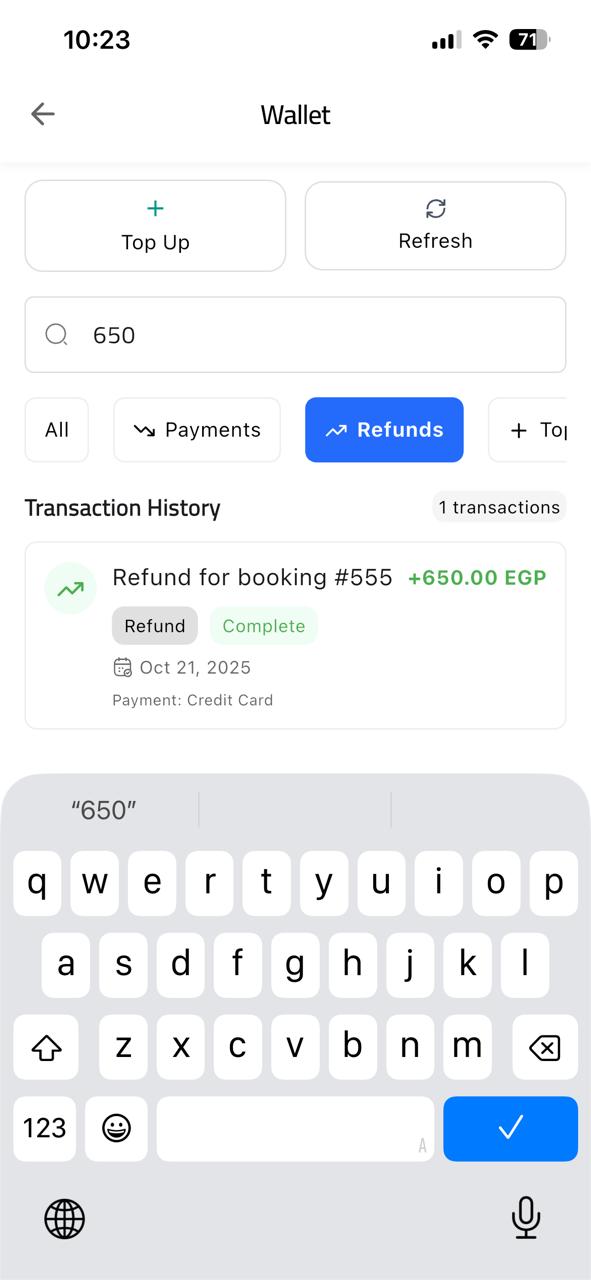 10:23
71
Wallet
Top Up
Refresh
650
All
Payments
Refunds
+ Top
Transaction History
1 transactions
Refund for booking #555
+650.00 EGP
Refund
Complete
Oct 21, 2025
Payment: Credit Card
“650”
q w e r t y u i o p
a s d f g h j k l
z x c v b n m
123
A